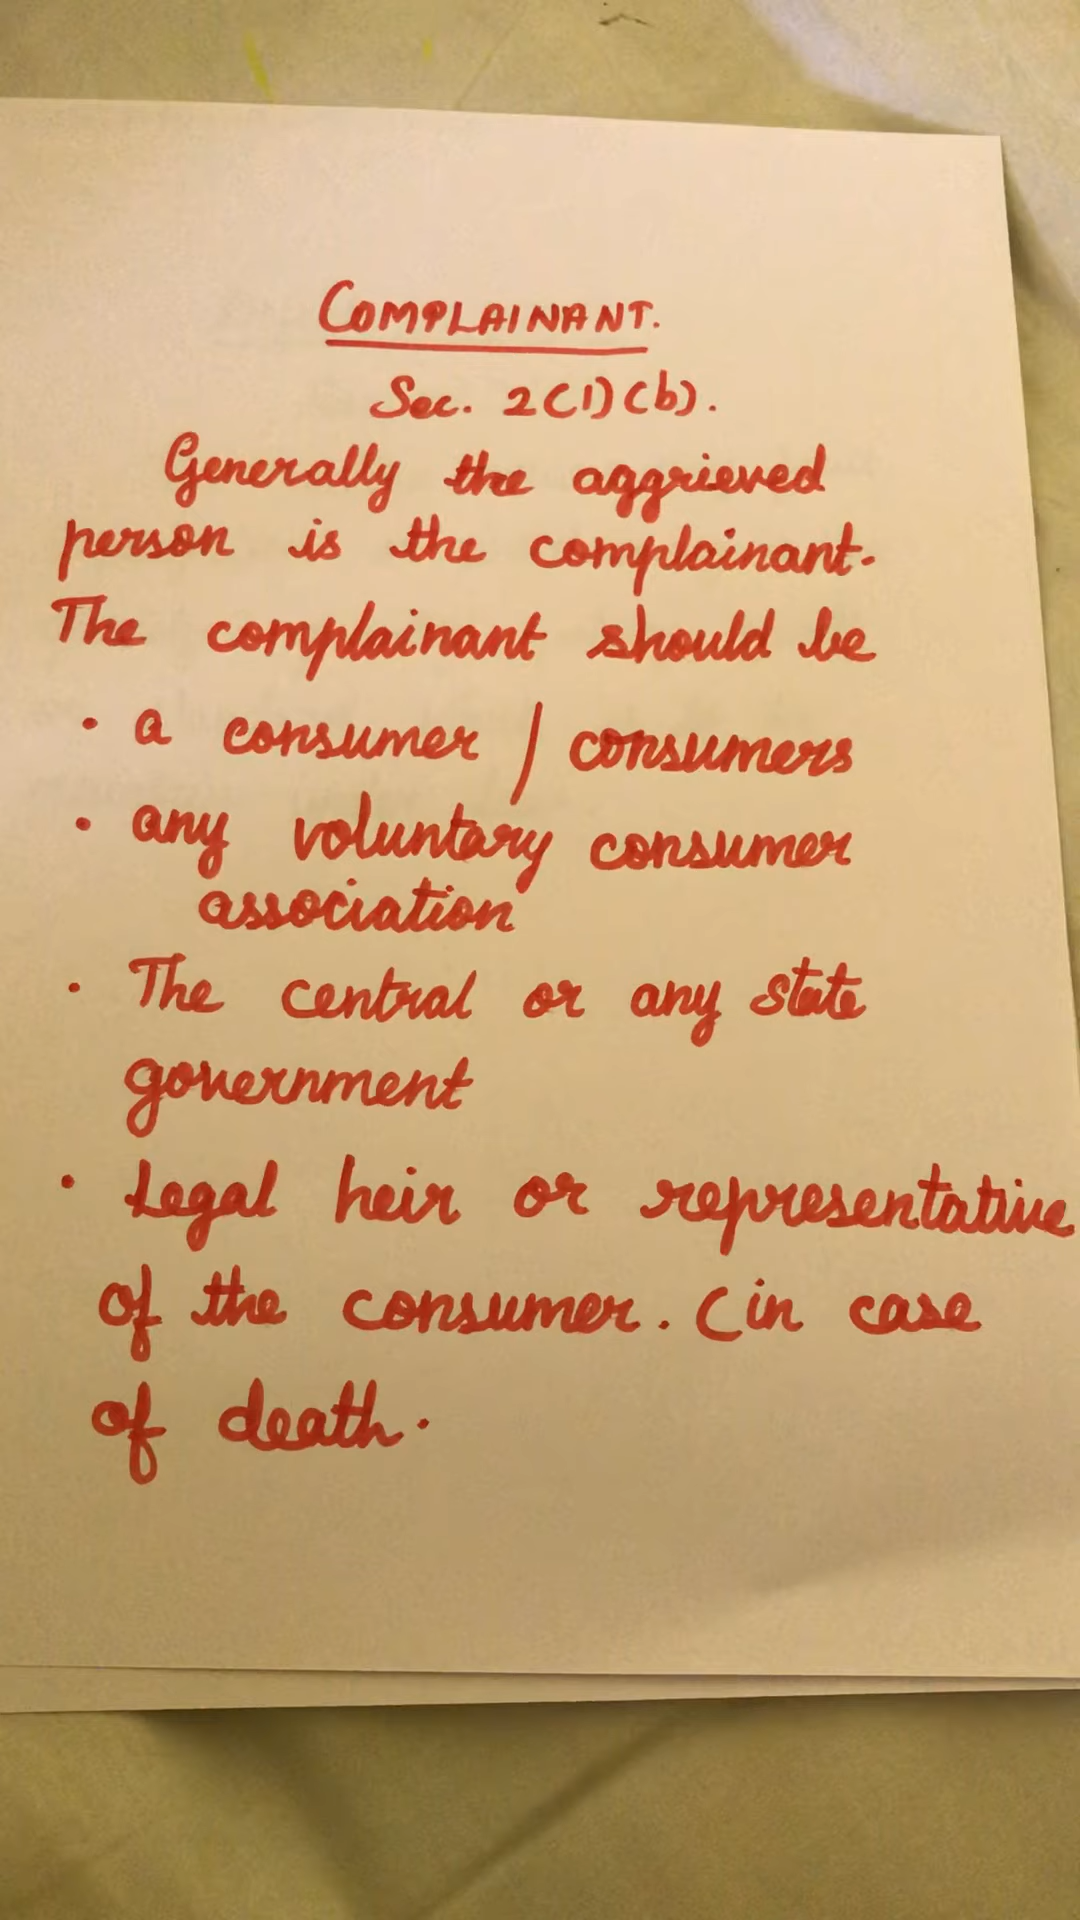 COMPLAINANT.
Sec. 2(1)(b).
Generally the aggrieved
person is the complainant.
The complainant should be
• a consumer / consumers
• any voluntary consumer
association
• The central or any state
government
• Legal heir or representative
of the consumer. (in case
of death.